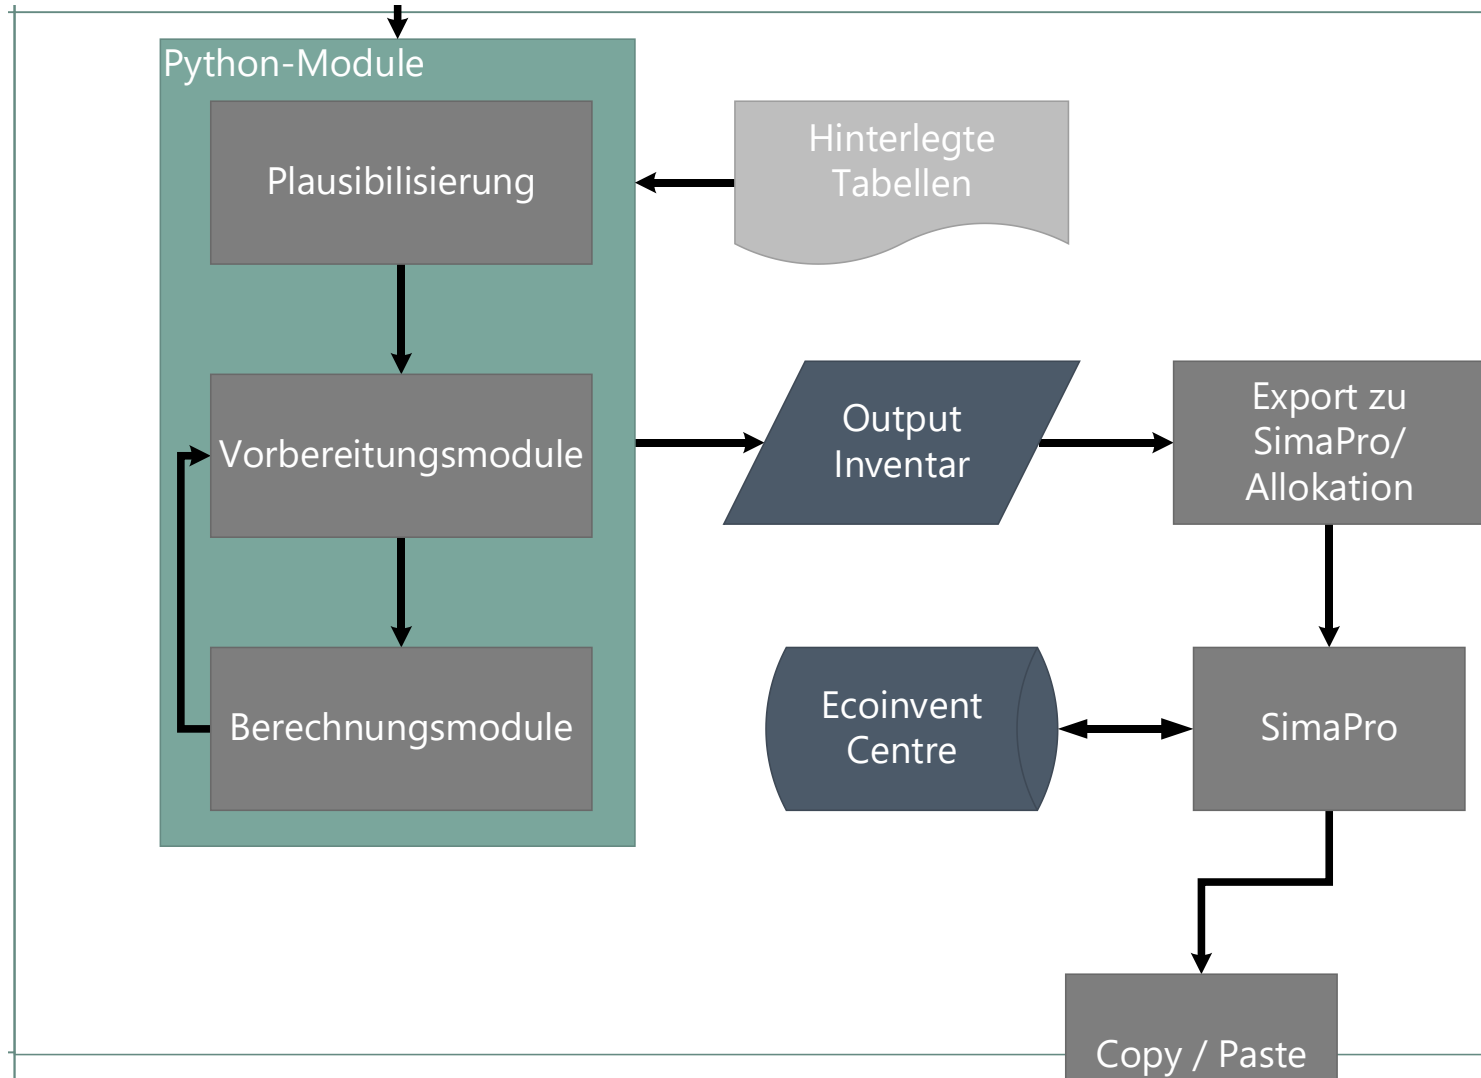 Python-Module
Plausibilisierung
Hinterlegte
Tabellen
Vorbereitungsmodule
Output
Inventar
Export zu
SimaPro/
Allokation
Berechnungsmodule
Ecoinvent
Centre
SimaPro
Copy / Paste